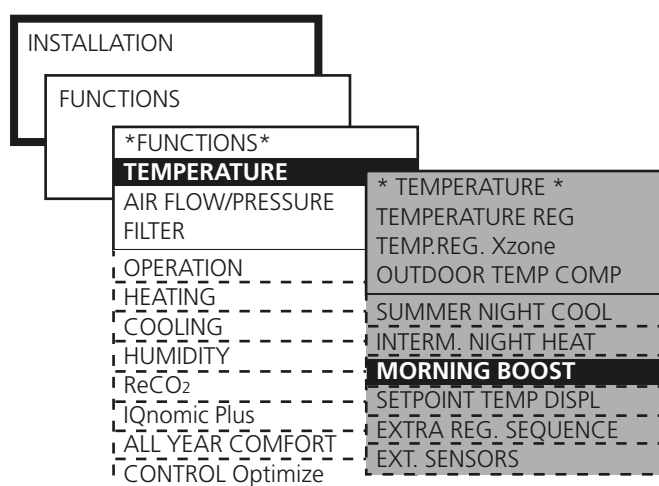 INSTALLATION
FUNCTIONS
*FUNCTIONS*
TEMPERATURE
AIR FLOW/PRESSURE
FILTER
OPERATION
HEATING
COOLING
HUMIDITY
ReCO₂
IQnomic Plus
ALL YEAR COMFORT
CONTROL Optimize
* TEMPERATURE *
TEMPERATURE REG
TEMP.REG. Xzone
OUTDOOR TEMP COMP
SUMMER NIGHT COOL
INTERM. NIGHT HEAT
MORNING BOOST
SETPOINT TEMP DISPL
EXTRA REG. SEQUENCE
EXT. SENSORS